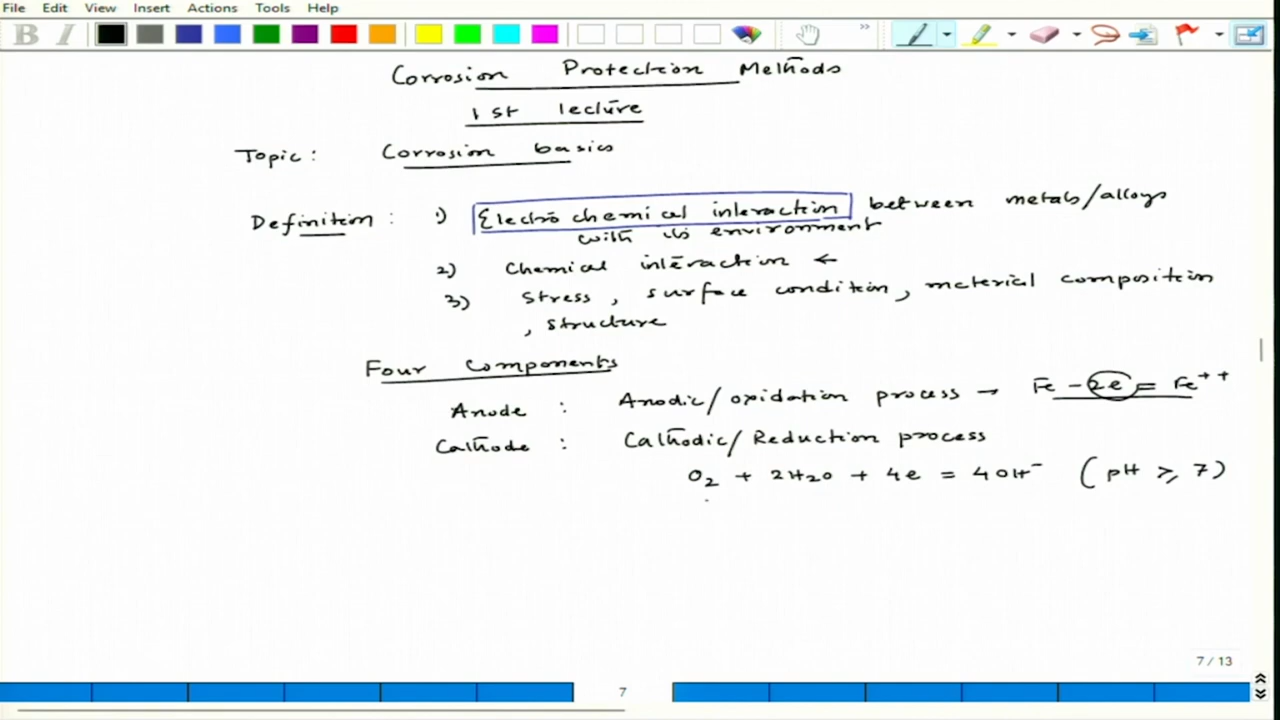 File Edit View Insert Actions Tools Help
B I
Corrosion Protection Methods
1st lecture
Topic: Corrosion basics
Definition: 1) Electro chemical interaction between metals/alloys
with its environment
2) Chemical interaction ←
3) Stress, surface condition, material composition
, structure
Four Components
Anode : Anodic/oxidation process → Fe - 2e = Fe++
Cathode : Cathodic/Reduction process
O2 + 2H2O + 4e = 4OH- (pH ≥ 7)
7 / 13
7